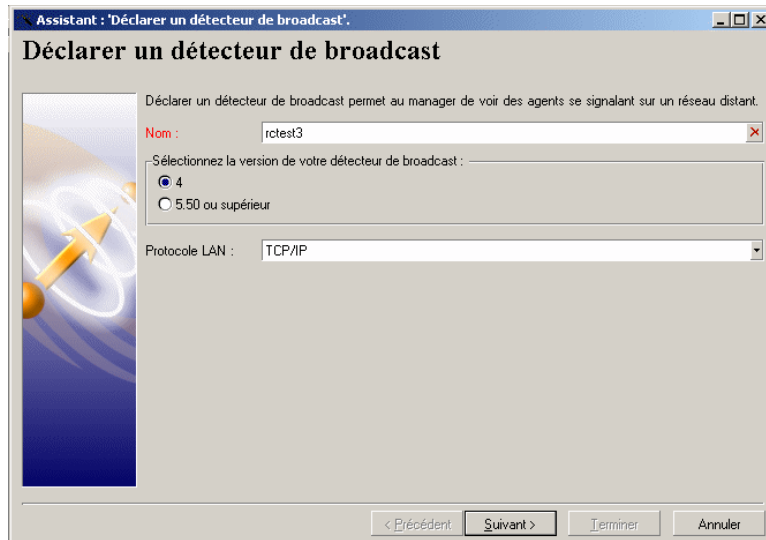 Assistant : 'Déclarer un détecteur de broadcast'.
Déclarer un détecteur de broadcast
Déclarer un détecteur de broadcast permet au manager de voir des agents se signalant sur un réseau distant.
Nom : rctest3
Sélectionnez la version de votre détecteur de broadcast :
4
5.50 ou supérieur
Protocole LAN : TCP/IP
< Précédent Suivant > Terminer Annuler